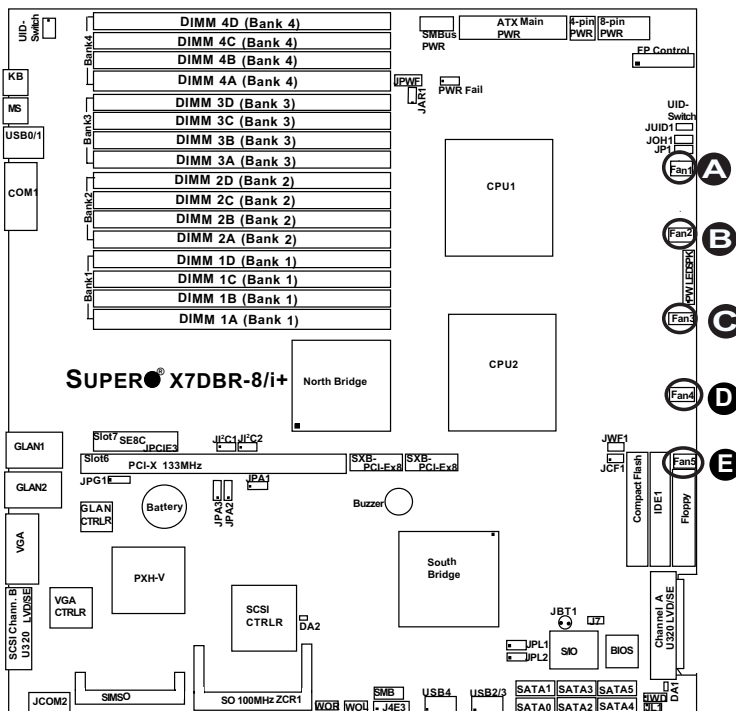 UID-
Switch
DIMM 4D (Bank 4)
DIMM 4C (Bank 4)
DIMM 4B (Bank 4)
DIMM 4A (Bank 4)
Bank4
DIMM 3D (Bank 3)
DIMM 3C (Bank 3)
DIMM 3B (Bank 3)
DIMM 3A (Bank 3)
Bank3
DIMM 2D (Bank 2)
DIMM 2C (Bank 2)
DIMM 2B (Bank 2)
DIMM 2A (Bank 2)
Bank2
DIMM 1D (Bank 1)
DIMM 1C (Bank 1)
DIMM 1B (Bank 1)
DIMM 1A (Bank 1)
Bank1
SMBus
PWR
ATX Main
PWR
4-pin
PWR
8-pin
PWR
FP Control
JPWF
JAR1
PWR Fail
KB
MS
USB0/1
COM1
UID-
Switch
JUID1
JOH1
JP1
Fan1 A
Fan2 B
PW LED SPK
Fan3 C
Fan4 D
Fan5 E
CPU1
CPU2
SUPER® X7DBR-8/i+
North Bridge
GLAN1
GLAN2
Slot7 SE8C
JPCIE3
JI²C1 JI²C2
Slot6
PCI-X 133MHz
SXB-
PCI-Ex8
SXB-
PCI-Ex8
JWF1
JCF1
JPG1
JPA3
JPA2
JPA1
GLAN
CTRLR
Battery
Buzzer
Compact Flash
IDE1
Floppy
VGA
PXH-V
South
Bridge
SCSI Chann. B
U320 LVD/SE
VGA
CTRLR
SCSI
CTRLR
DA2
JBT1
J7
JPL1
JPL2
S/IO
BIOS
Channel A
U320 LVD/SE
JCOM2
SIMSO
SO 100MHz ZCR1
WOR
WOL
SMB
J4E3
USB4
USB2/3
SATA1 SATA3 SATA5
SATA0 SATA2 SATA4
DA1